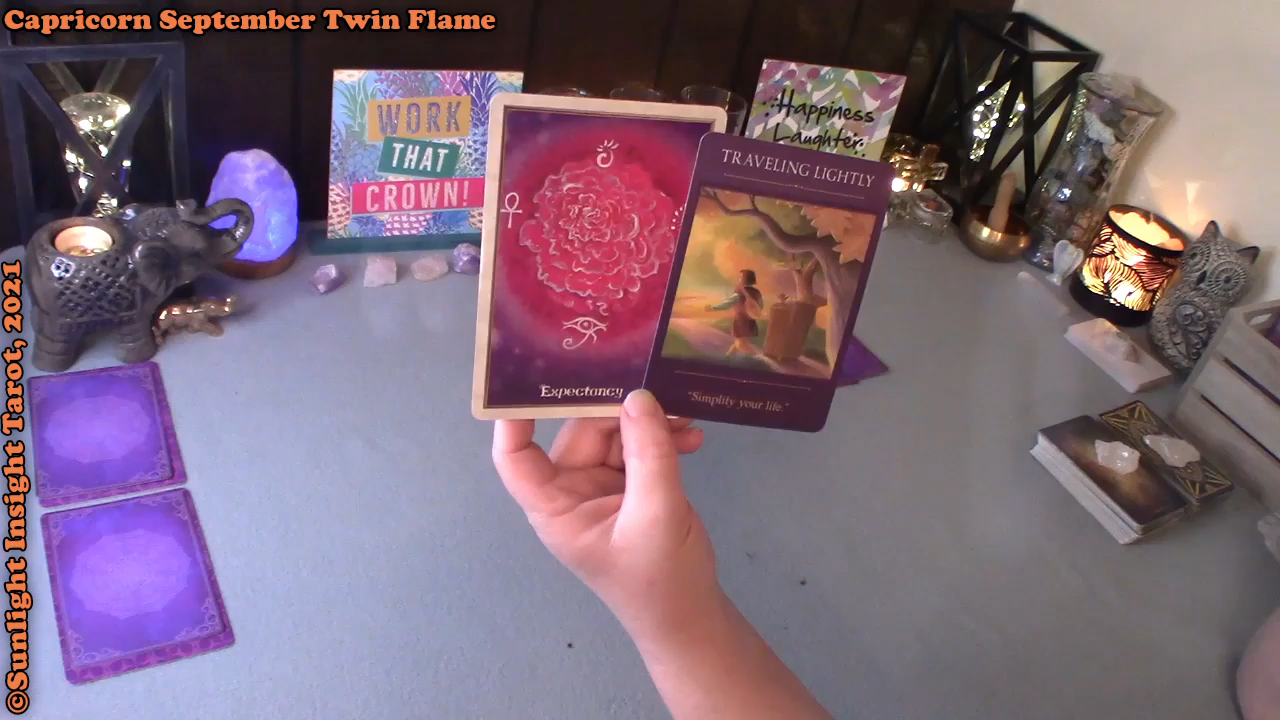 Capricorn September Twin Flame
©Sunlight Insight Tarot, 2021
WORK
THAT
CROWN!
Happiness
Laughter
Expectancy
TRAVELING LIGHTLY
"Simplify your life."